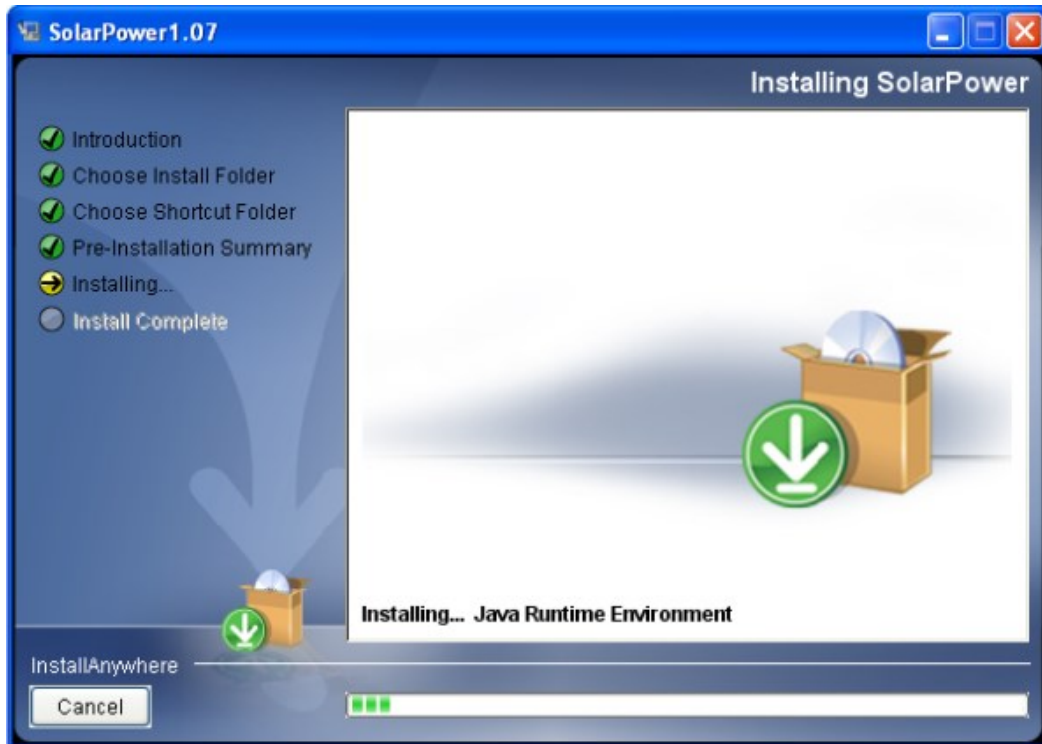 SolarPower1.07
Installing SolarPower
Introduction
Choose Install Folder
Choose Shortcut Folder
Pre-Installation Summary
Installing...
Install Complete
Installing... Java Runtime Environment
InstallAnywhere
Cancel